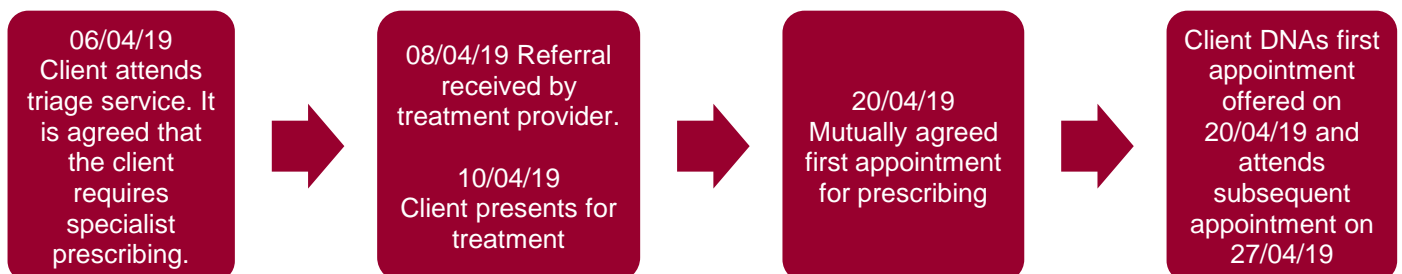 06/04/19
Client attends
triage service. It
is agreed that
the client
requires
specialist
prescribing.
08/04/19 Referral
received by
treatment provider.
10/04/19
Client presents for
treatment
20/04/19
Mutually agreed
first appointment
for prescribing
Client DNAs first
appointment
offered on
20/04/19 and
attends
subsequent
appointment on
27/04/19